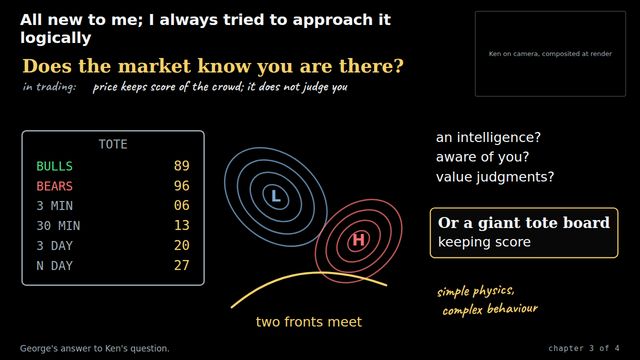 All new to me; I always tried to approach it
logically
Does the market know you are there?
in trading: price keeps score of the crowd; it does not judge you
Ken on camera, composited at render
TOTE
BULLS 89
BEARS 96
3 MIN 06
30 MIN 13
3 DAY 20
N DAY 27
L
H
two fronts meet
an intelligence?
aware of you?
value judgments?
Or a giant tote board
keeping score
simple physics,
complex behaviour
George's answer to Ken's question.
chapter 3 of 4